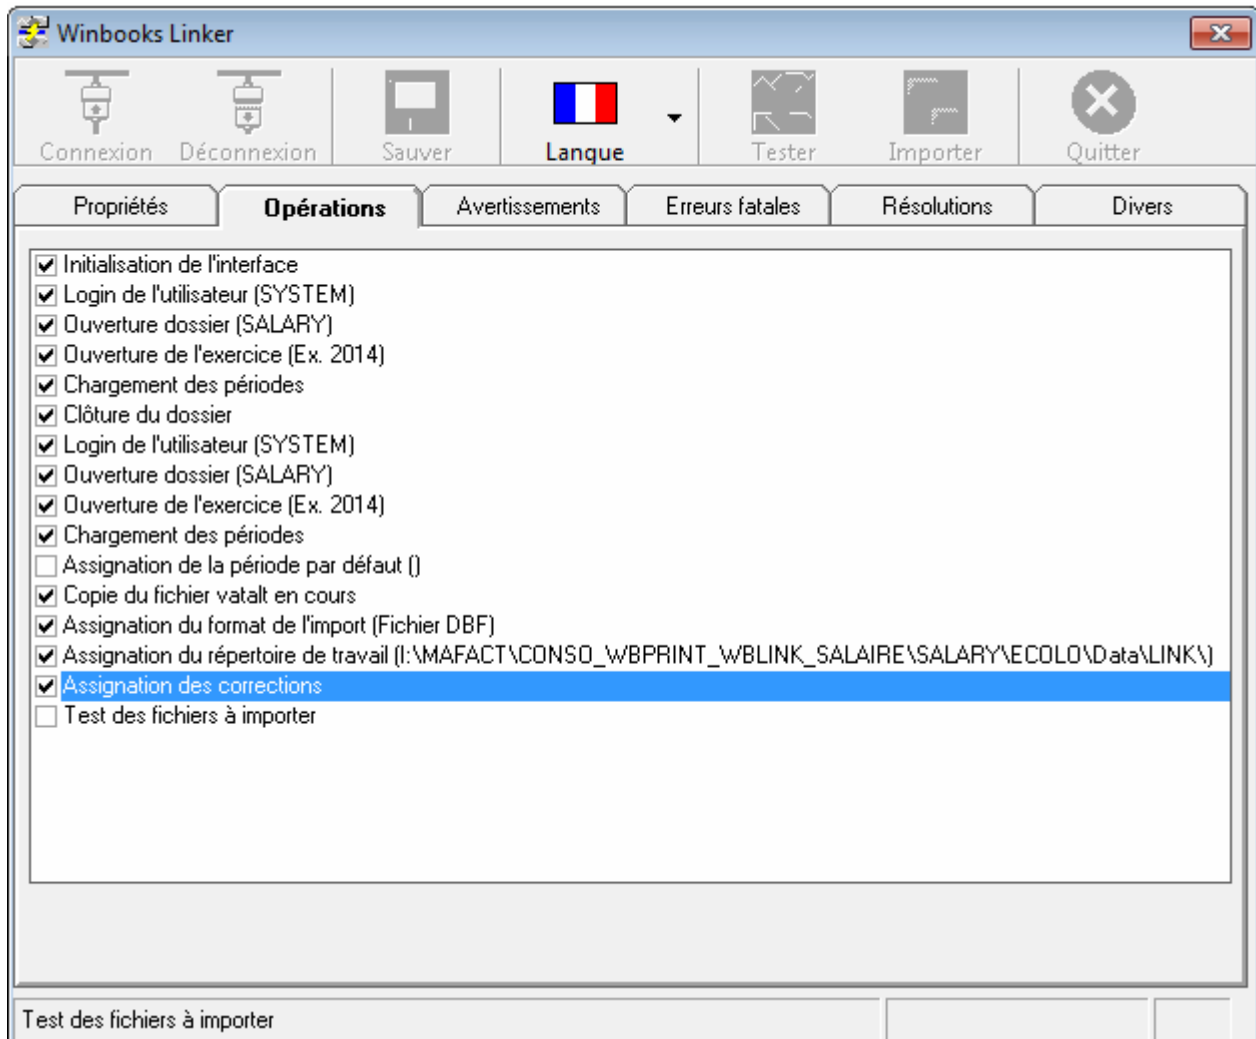 Winbooks Linker
Connexion Déconnexion Sauver Langue Tester Importer Quitter
Propriétés Opérations Avertissements Erreurs fatales Résolutions Divers
Initialisation de l'interface
Login de l'utilisateur (SYSTEM)
Ouverture dossier (SALARY)
Ouverture de l'exercice (Ex. 2014)
Chargement des périodes
Clôture du dossier
Login de l'utilisateur (SYSTEM)
Ouverture dossier (SALARY)
Ouverture de l'exercice (Ex. 2014)
Chargement des périodes
Assignation de la période par défaut ()
Copie du fichier vatalt en cours
Assignation du format de l'import (Fichier DBF)
Assignation du répertoire de travail (I:\MAFACT\CONSO_WBPRINT_WBLINK_SALAIRE\SALARY\ECOLO\Data\LINK\)
Assignation des corrections
Test des fichiers à importer
Test des fichiers à importer